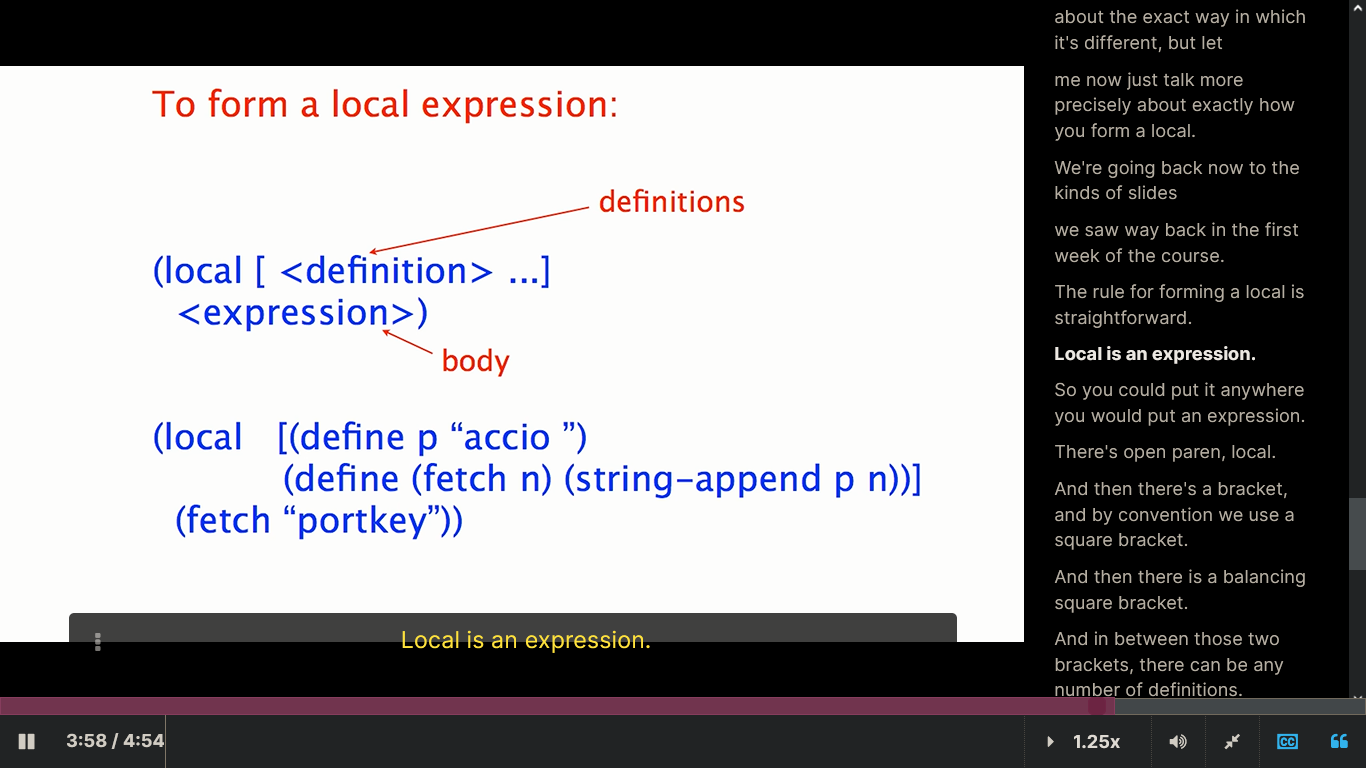 To form a local expression:
definitions
(local [ <definition> ...]
<expression>)
body
(local [(define p “accio ”)
(define (fetch n) (string-append p n))]
(fetch “portkey”))
Local is an expression.
3:58 / 4:54
1.25x
CC
about the exact way in which
it's different, but let
me now just talk more
precisely about exactly how
you form a local.
We're going back now to the
kinds of slides
we saw way back in the first
week of the course.
The rule for forming a local is
straightforward.
Local is an expression.
So you could put it anywhere
you would put an expression.
There's open paren, local.
And then there's a bracket,
and by convention we use a
square bracket.
And then there is a balancing
square bracket.
And in between those two
brackets, there can be any
number of definitions.